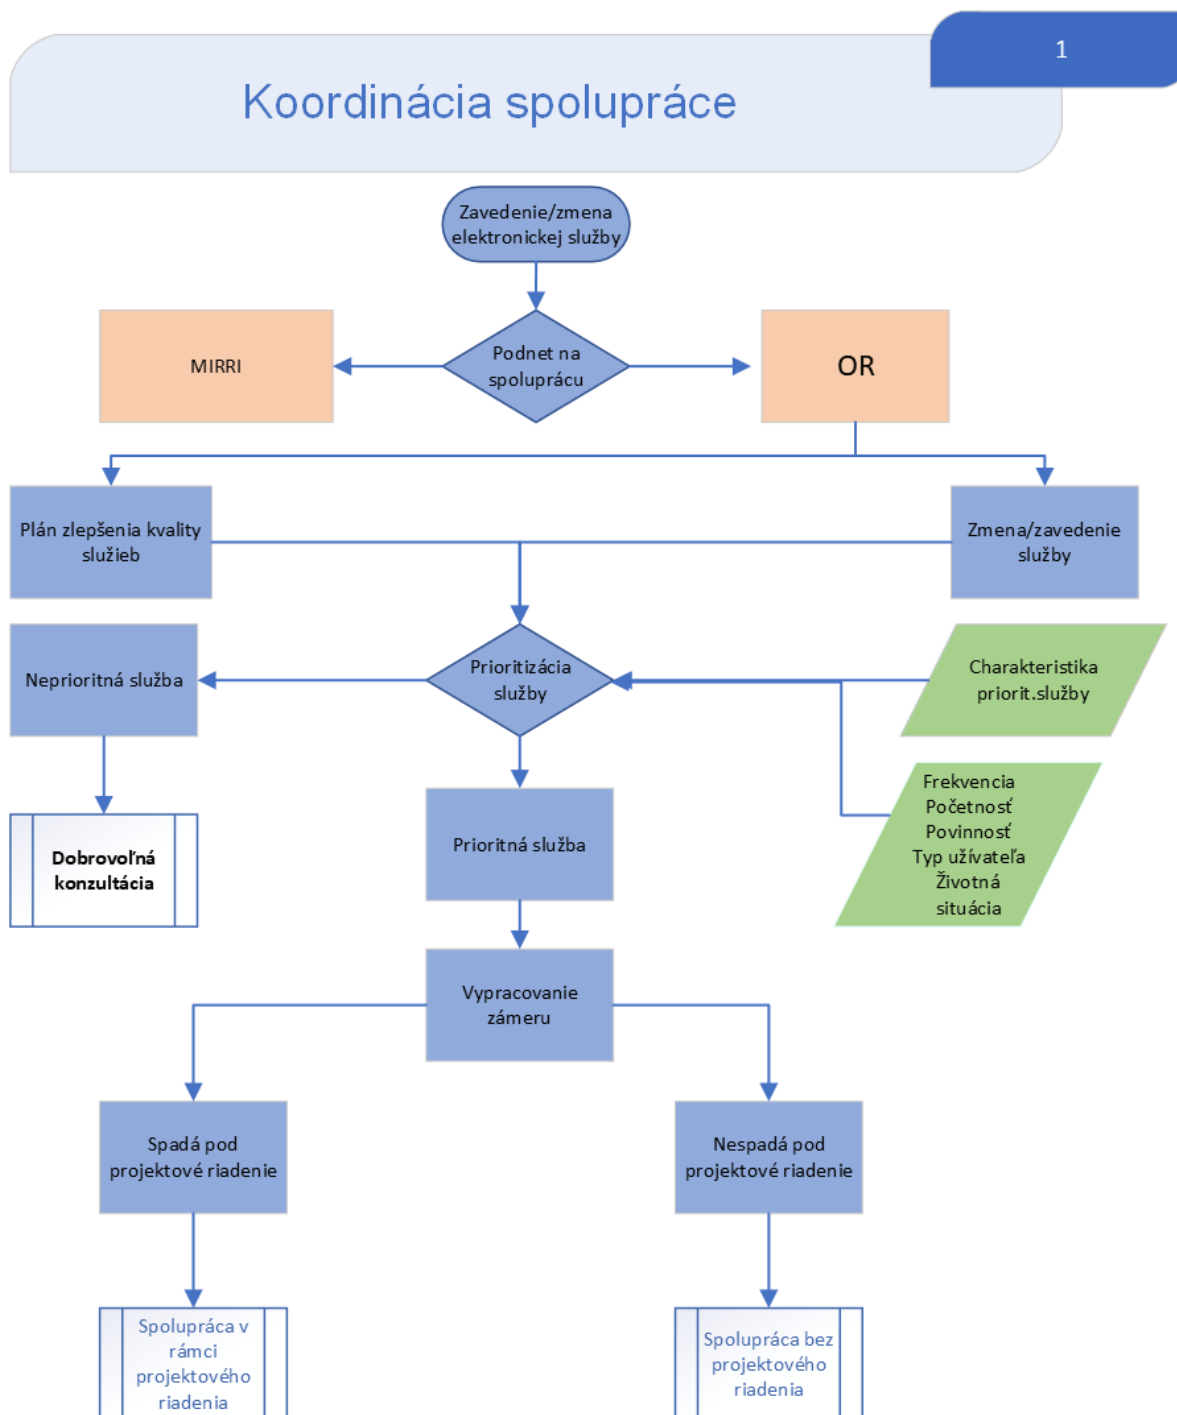 1
Koordinácia spolupráce
Zavedenie/zmena
elektronickej služby
MIRRI
Podnet na
spoluprácu
OR
Plán zlepšenia kvality
služieb
Zmena/zavedenie
služby
Neprioritná služba
Prioritizácia
služby
Charakteristika
priorit.služby
Frekvencia
Početnosť
Povinnosť
Typ užívateľa
Životná
situácia
Prioritná služba
Dobrovoľná
konzultácia
Vypracovanie
zámeru
Spadá pod
projektové riadenie
Nespadá pod
projektové riadenie
Spolupráca v
rámci
projektového
riadenia
Spolupráca bez
projektového
riadenia